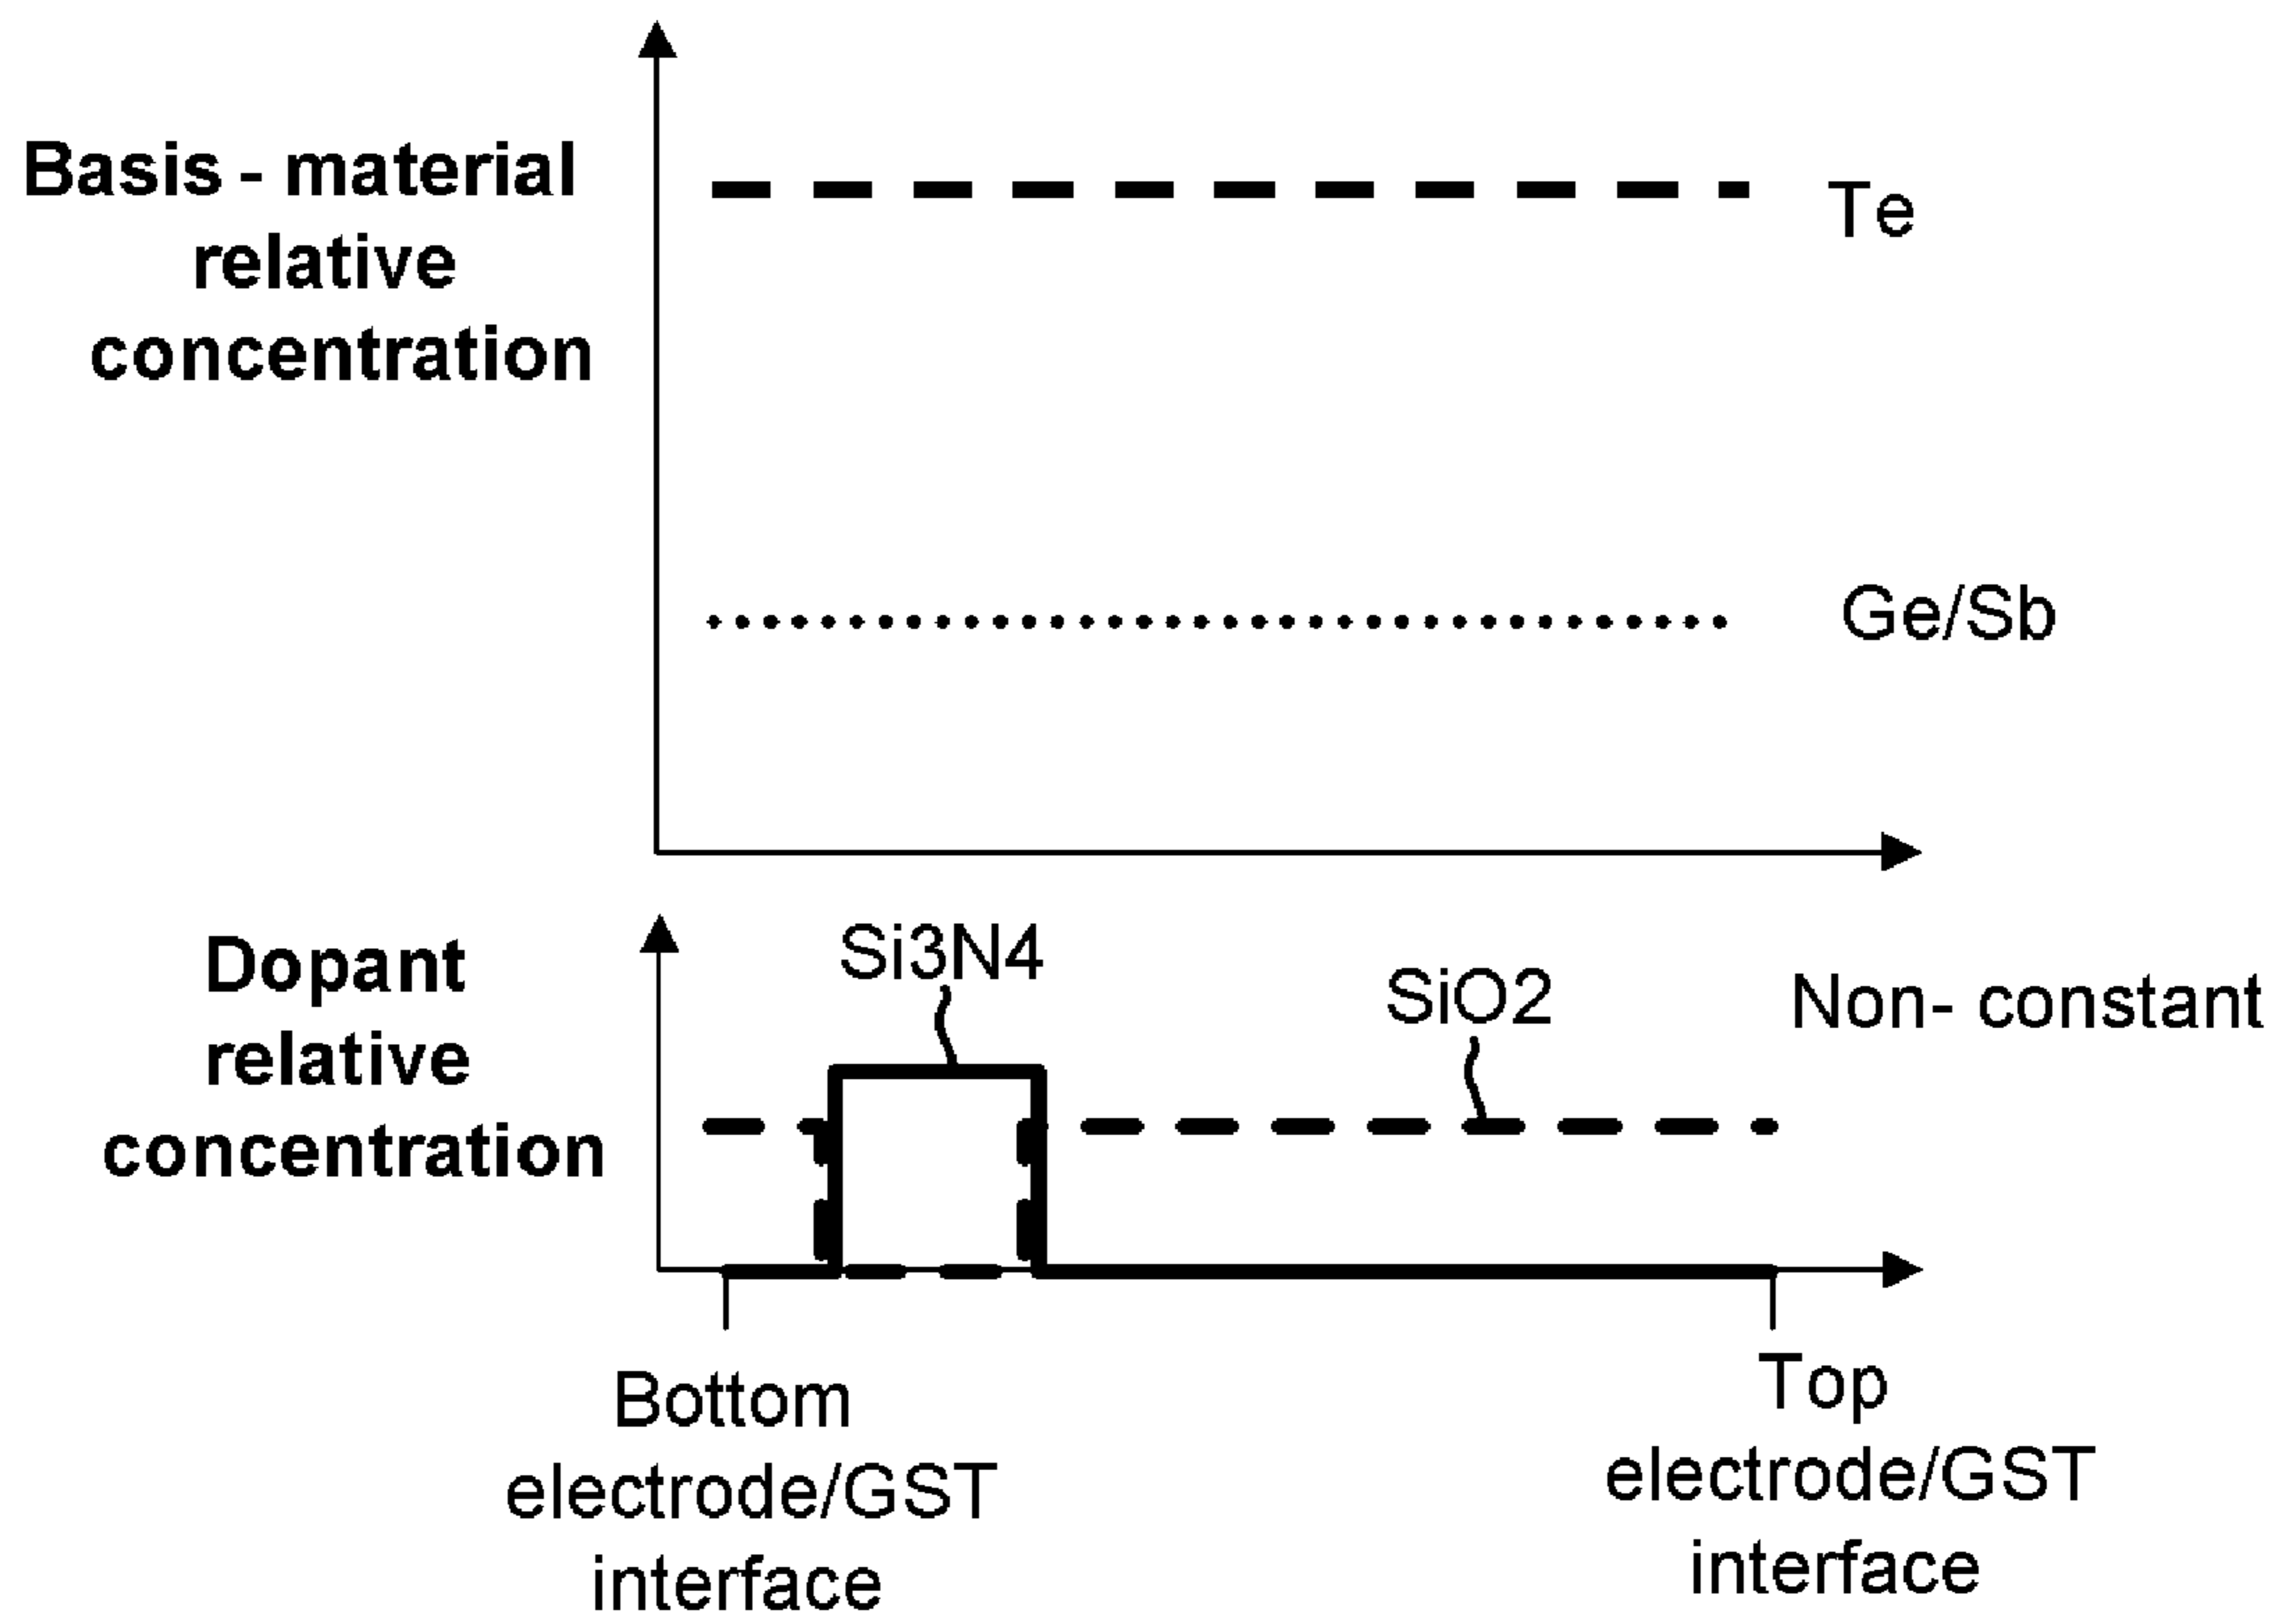 Basis - material
relative
concentration
Te
Ge/Sb
Dopant
relative
concentration
Si3N4
SiO2
Non- constant
Bottom
electrode/GST
interface
Top
electrode/GST
interface